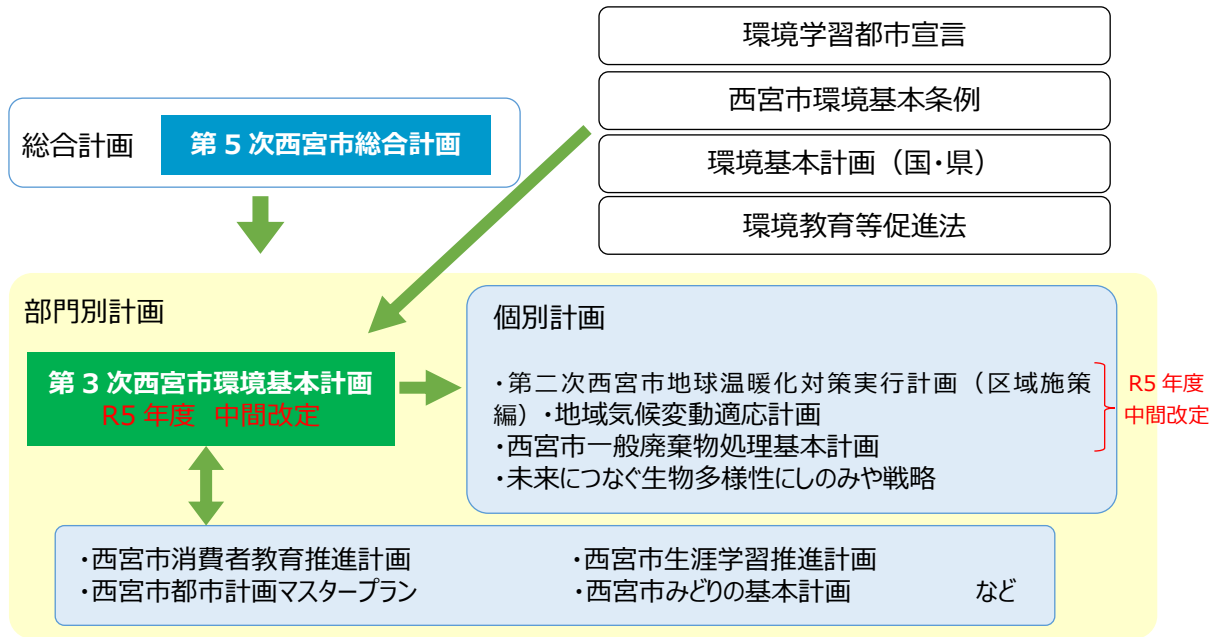 環境学習都市宣言
西宮市環境基本条例
環境基本計画（国・県）
環境教育等促進法
総合計画
第5次西宮市総合計画
部門別計画
第3次西宮市環境基本計画
R5年度 中間改定
個別計画
・第二次西宮市地球温暖化対策実行計画（区域施策
編）・地域気候変動適応計画
・西宮市一般廃棄物処理基本計画
・未来につなぐ生物多様性にしのみや戦略
R5年度
中間改定
・西宮市消費者教育推進計画
・西宮市都市計画マスタープラン
・西宮市生涯学習推進計画
・西宮市みどりの基本計画 など